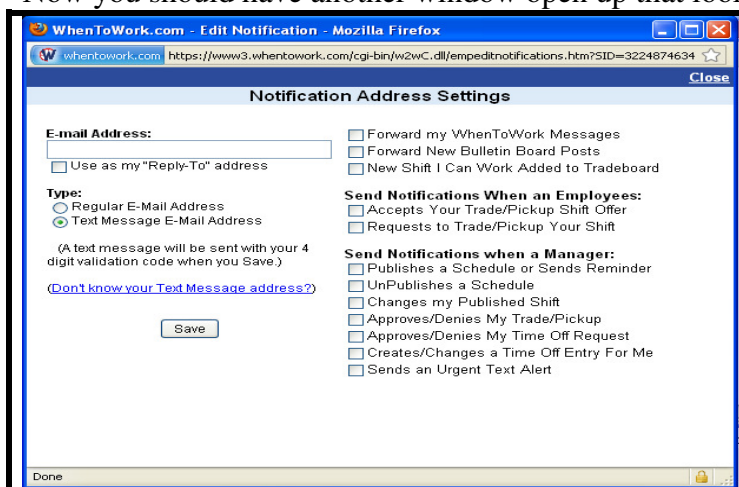 Now you should have another window open up that
WhenToWork.com - Edit Notification - Mozilla Firefox
whentowork.com https://www3.whentowork.com/cgi-bin/w2wC.dll/empeditnotifications.htm?SID=3224874634
Close
Notification Address Settings
E-mail Address:
Use as my "Reply-To" address
Type:
Regular E-Mail Address
Text Message E-Mail Address
(A text message will be sent with your 4
digit validation code when you Save.)
(Don't know your Text Message address?)
Save
Forward my WhenToWork Messages
Forward New Bulletin Board Posts
New Shift I Can Work Added to Tradeboard
Send Notifications When an Employees:
Accepts Your Trade/Pickup Shift Offer
Requests to Trade/Pickup Your Shift
Send Notifications when a Manager:
Publishes a Schedule or Sends Reminder
UnPublishes a Schedule
Changes my Published Shift
Approves/Denies My Trade/Pickup
Approves/Denies My Time Off Request
Creates/Changes a Time Off Entry For Me
Sends an Urgent Text Alert
Done